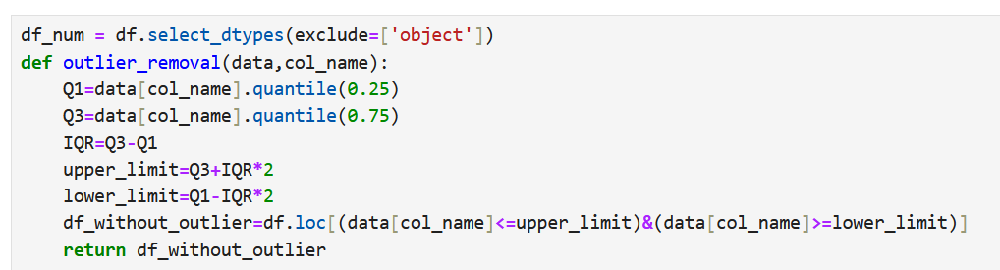 df_num = df.select_dtypes(exclude=['object'])
def outlier_removal(data,col_name):
    Q1=data[col_name].quantile(0.25)
    Q3=data[col_name].quantile(0.75)
    IQR=Q3-Q1
    upper_limit=Q3+IQR*2
    lower_limit=Q1-IQR*2
    df_without_outlier=df.loc[(data[col_name]<=upper_limit)&(data[col_name]>=lower_limit)]
    return df_without_outlier